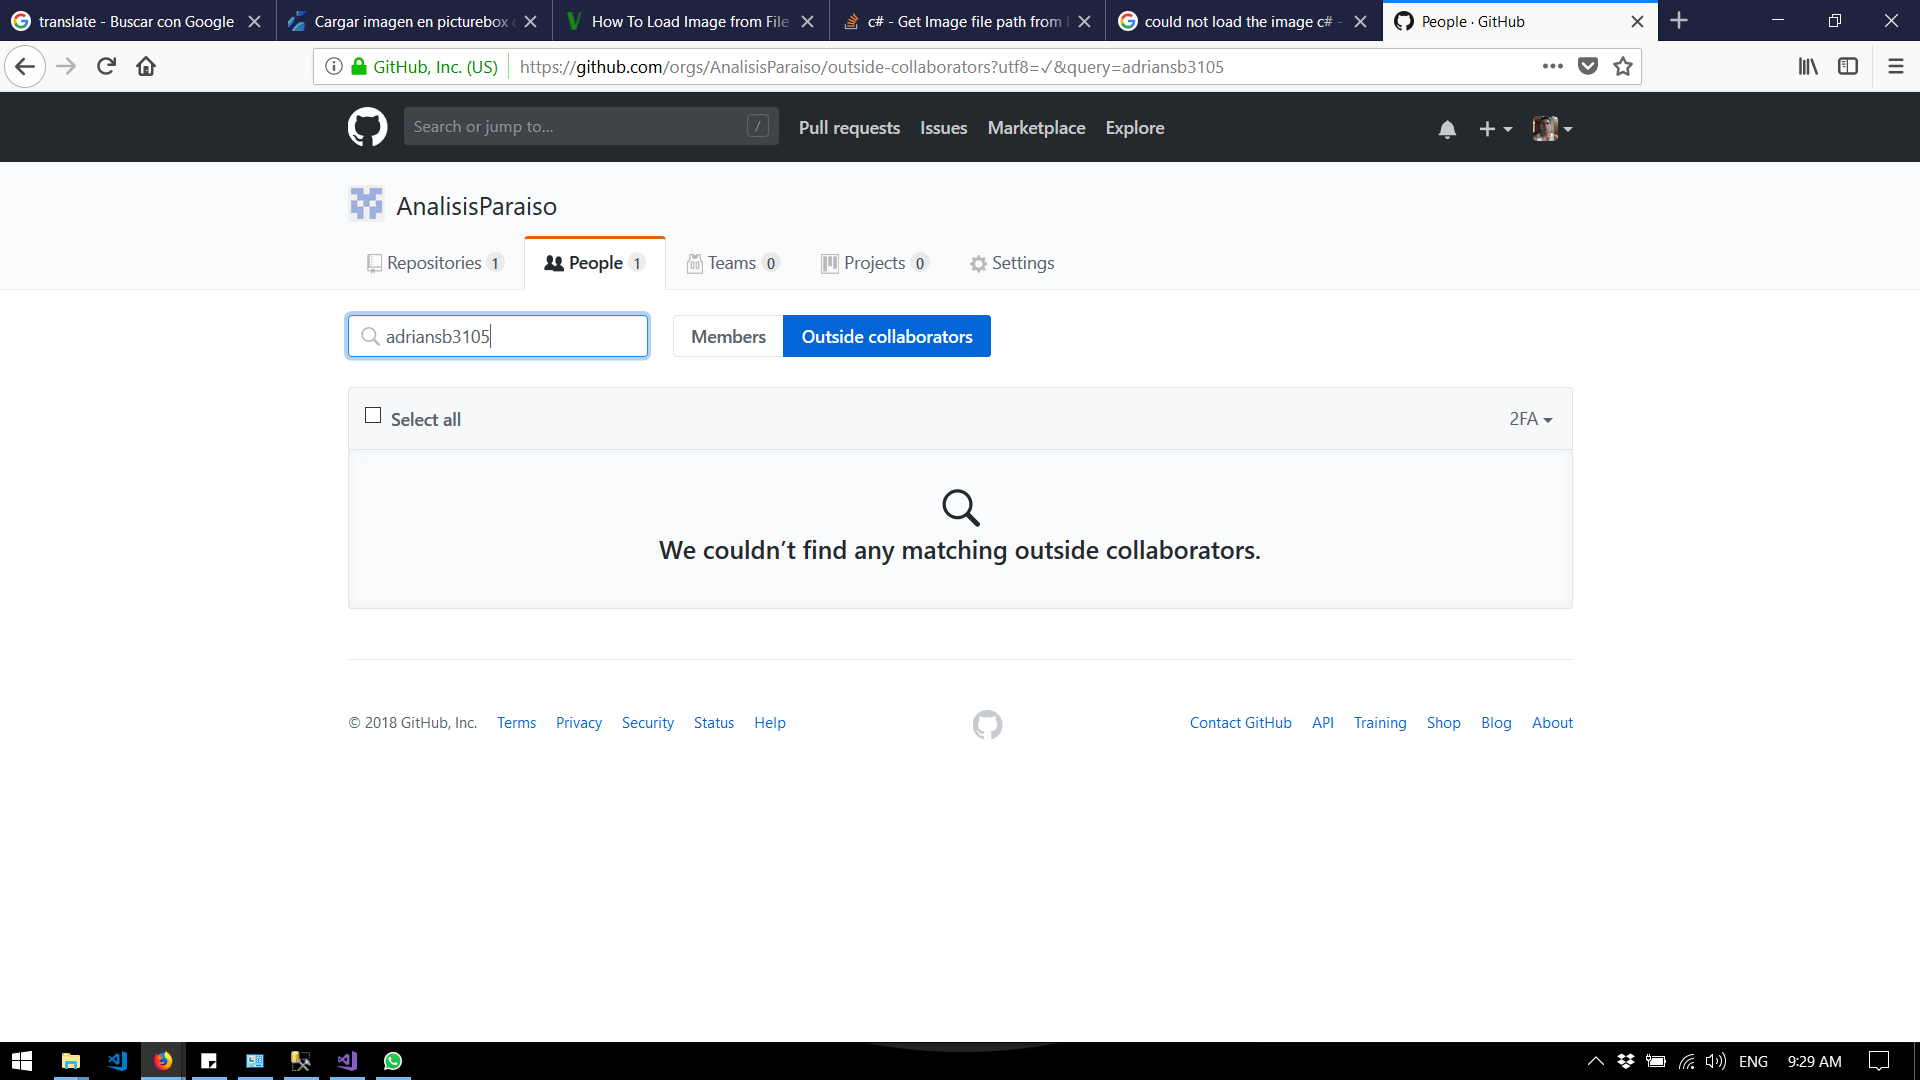 translate - Buscar con Google
Cargar imagen en picturebox
How To Load Image from File
c# - Get Image file path from
could not load the image c# -
People · GitHub
GitHub, Inc. (US)
https://github.com/orgs/AnalisisParaiso/outside-collaborators?utf8=✓&query=adriansb3105
Search or jump to...
/
Pull requests
Issues
Marketplace
Explore
AnalisisParaiso
Repositories 1
People 1
Teams 0
Projects 0
Settings
adriansb3105
Members
Outside collaborators
Select all
2FA
We couldn’t find any matching outside collaborators.
© 2018 GitHub, Inc.
Terms
Privacy
Security
Status
Help
Contact GitHub
API
Training
Shop
Blog
About
ENG
9:29 AM